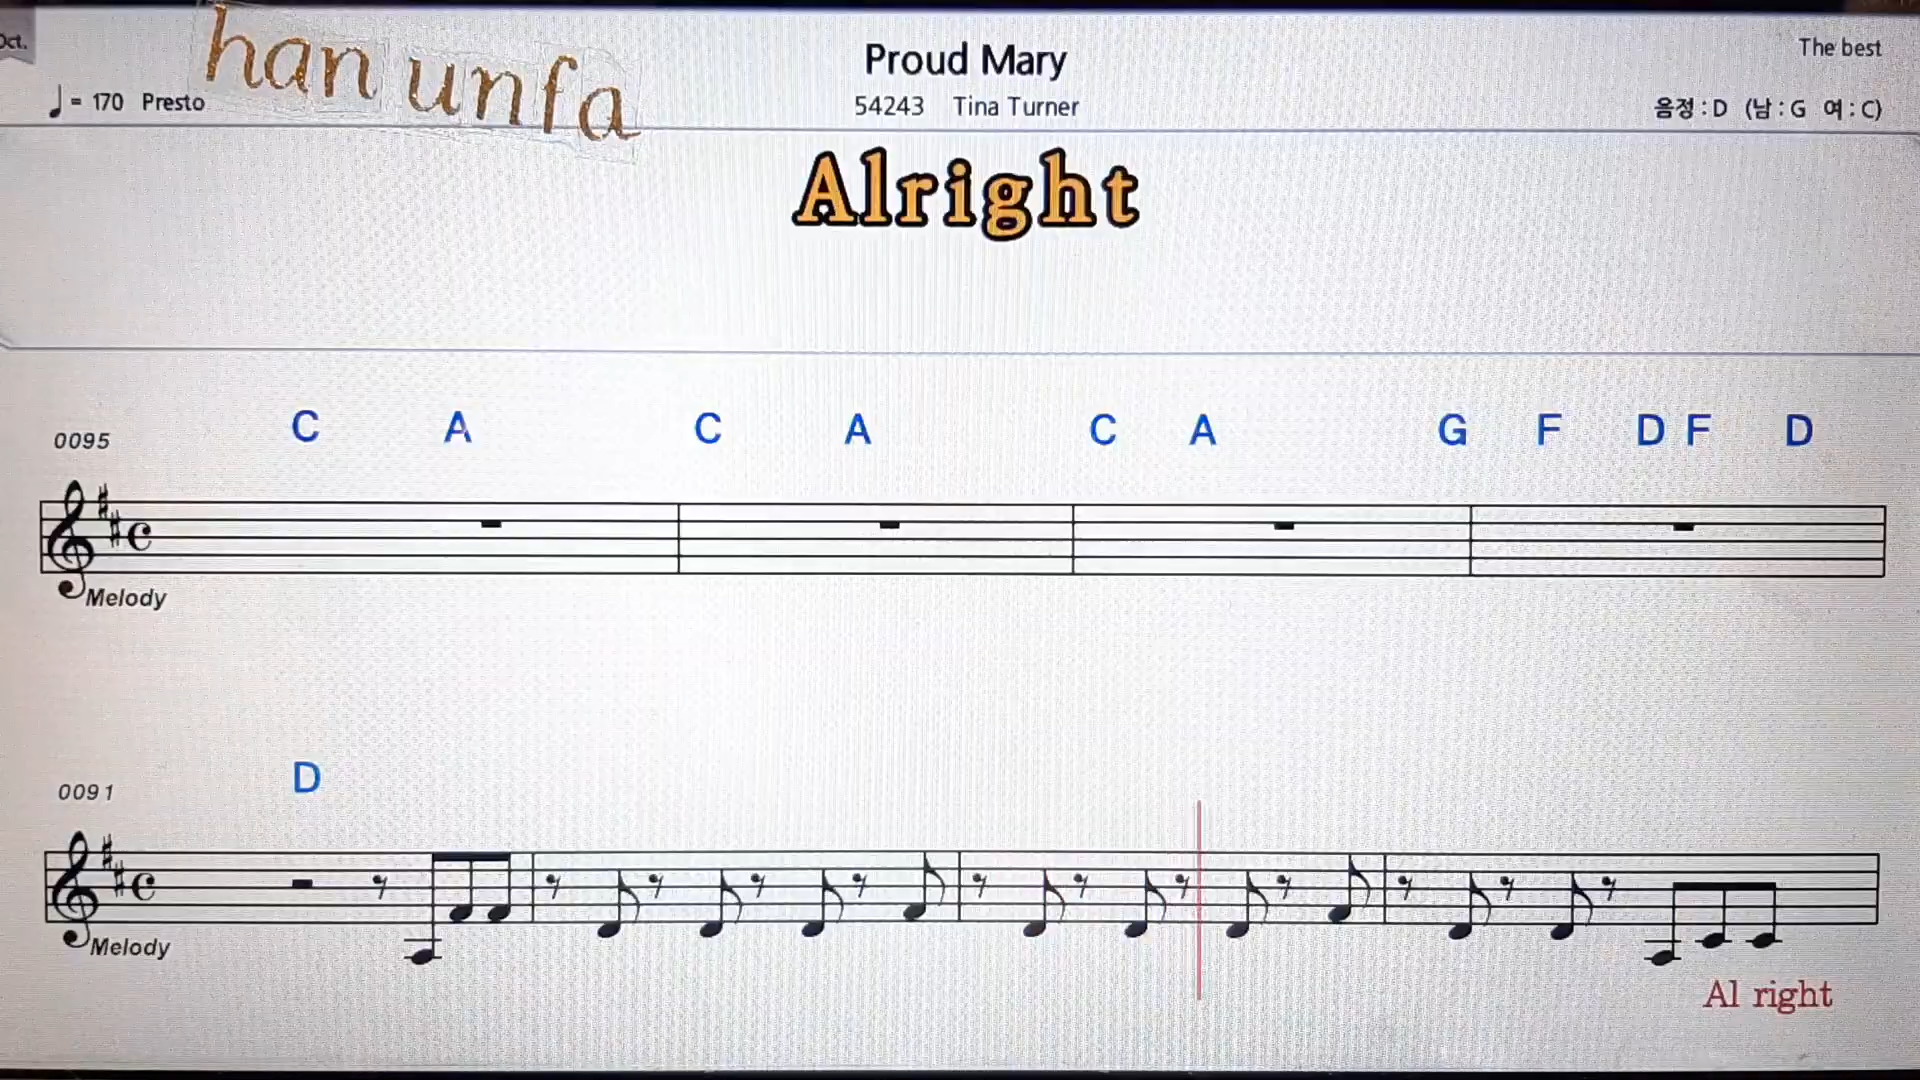 Oct.
han unfa
Proud Mary
The best
= 170 Presto
54243 Tina Turner
음정 : D (남 : G 여 : C)
Alright
0095
C A C A C A G F D F D
Melody
0091
D
Melody
Al right